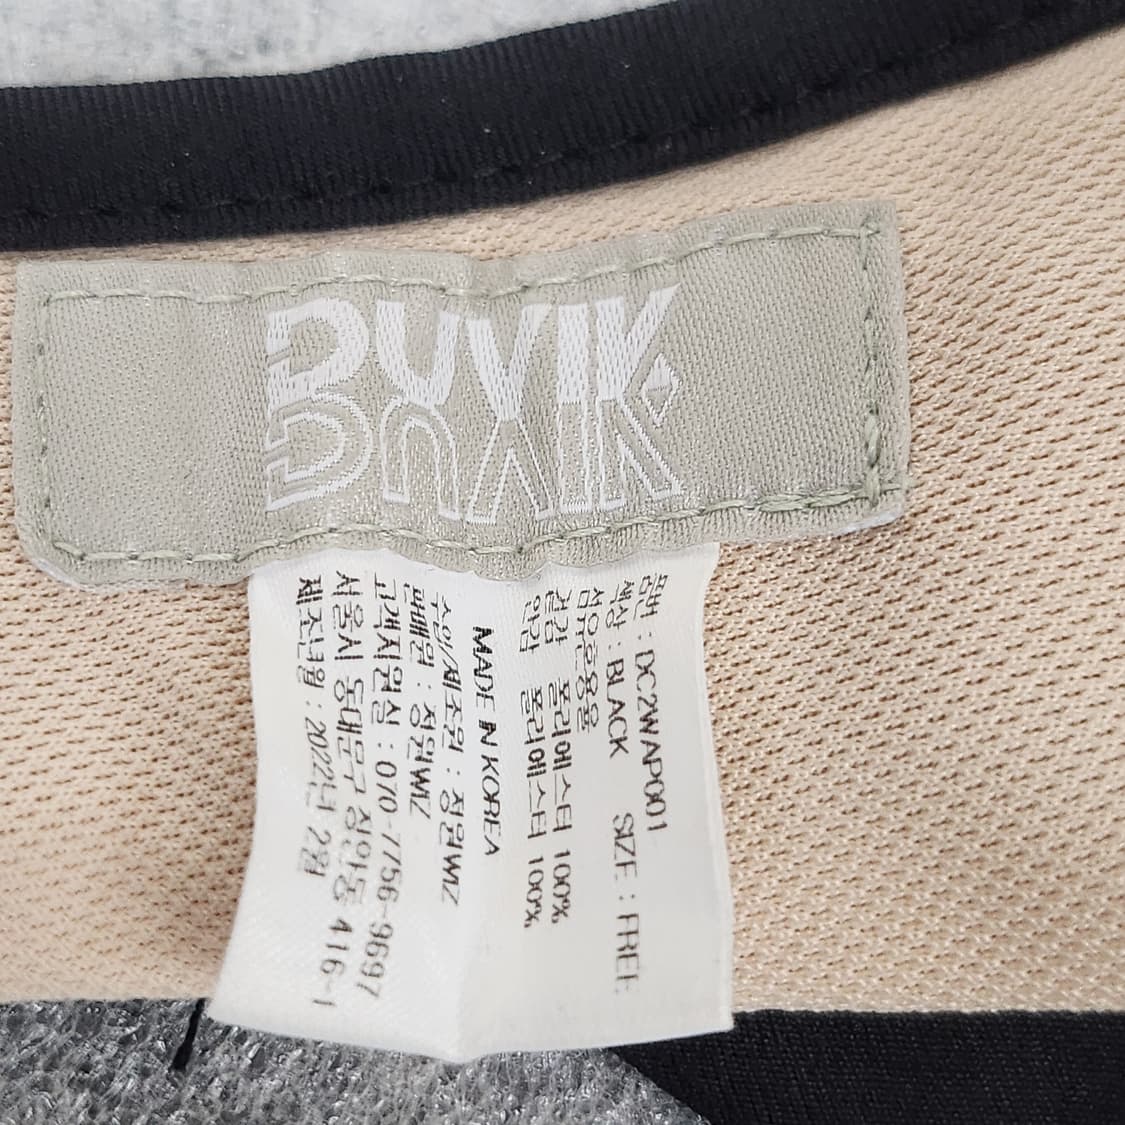 DUVIK
품번 : DC2WAP001
색상 : BLACK SIZE : FREE
섬유혼용율
겉감 폴리에스터 100%
안감 폴리에스터 100%
MADE IN KOREA
수입/제조원 : 정원WIZ
판매원 : 정원WIZ
고객지원실 : 070-7756-9697
서울시 동대문구 장안동 416-1
제조년월 : 2022년 2월